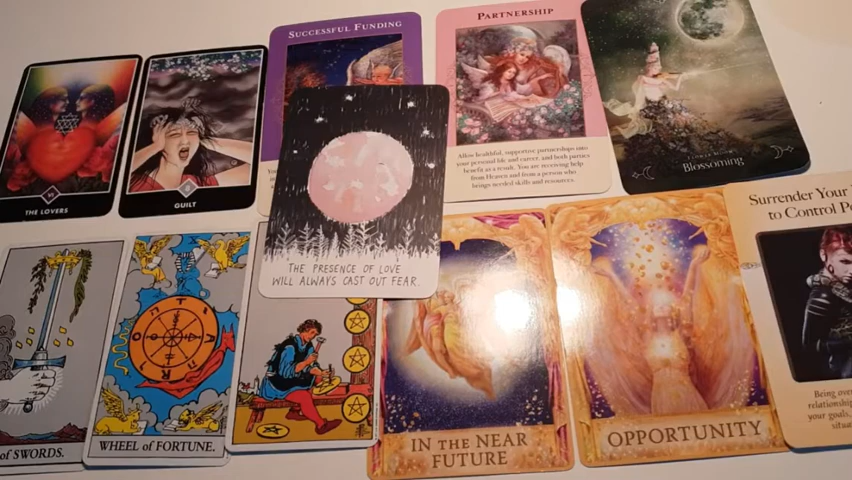 SUCCESSFUL FUNDING
PARTNERSHIP
Allow healthful, supportive partnerships into
your personal life and career, and both parties
benefit as a result. You are receiving help
from Heaven and from a person who
brings needed skills and resources.
Blossoming
VI
THE LOVERS
GUILT
THE PRESENCE OF LOVE
WILL ALWAYS CAST OUT FEAR.
Surrender Your
to Control
Being
relationship
your goals,
of SWORDS.
X
WHEEL of FORTUNE.
IN THE NEAR
FUTURE
OPPORTUNITY